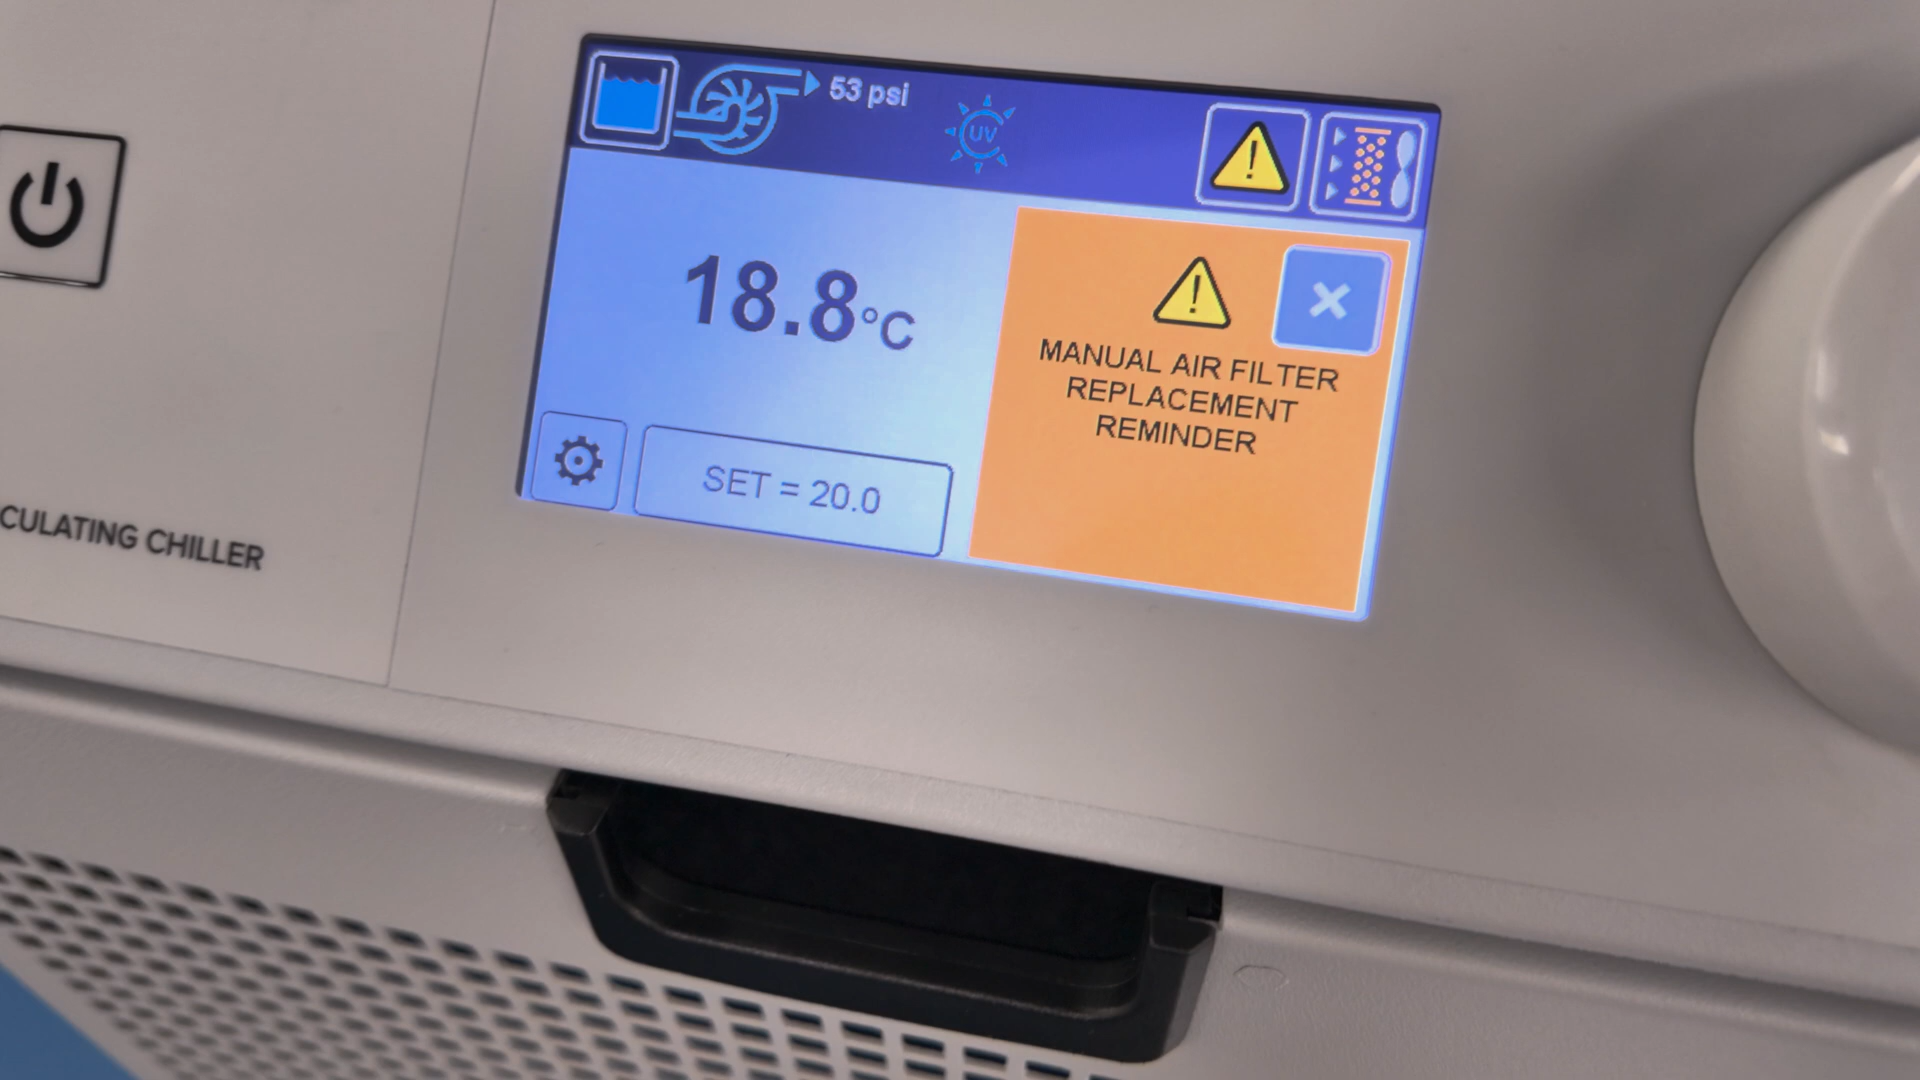 53 psi
UV
18.8°C
MANUAL AIR FILTER
REPLACEMENT
REMINDER
SET = 20.0
CULATING CHILLER